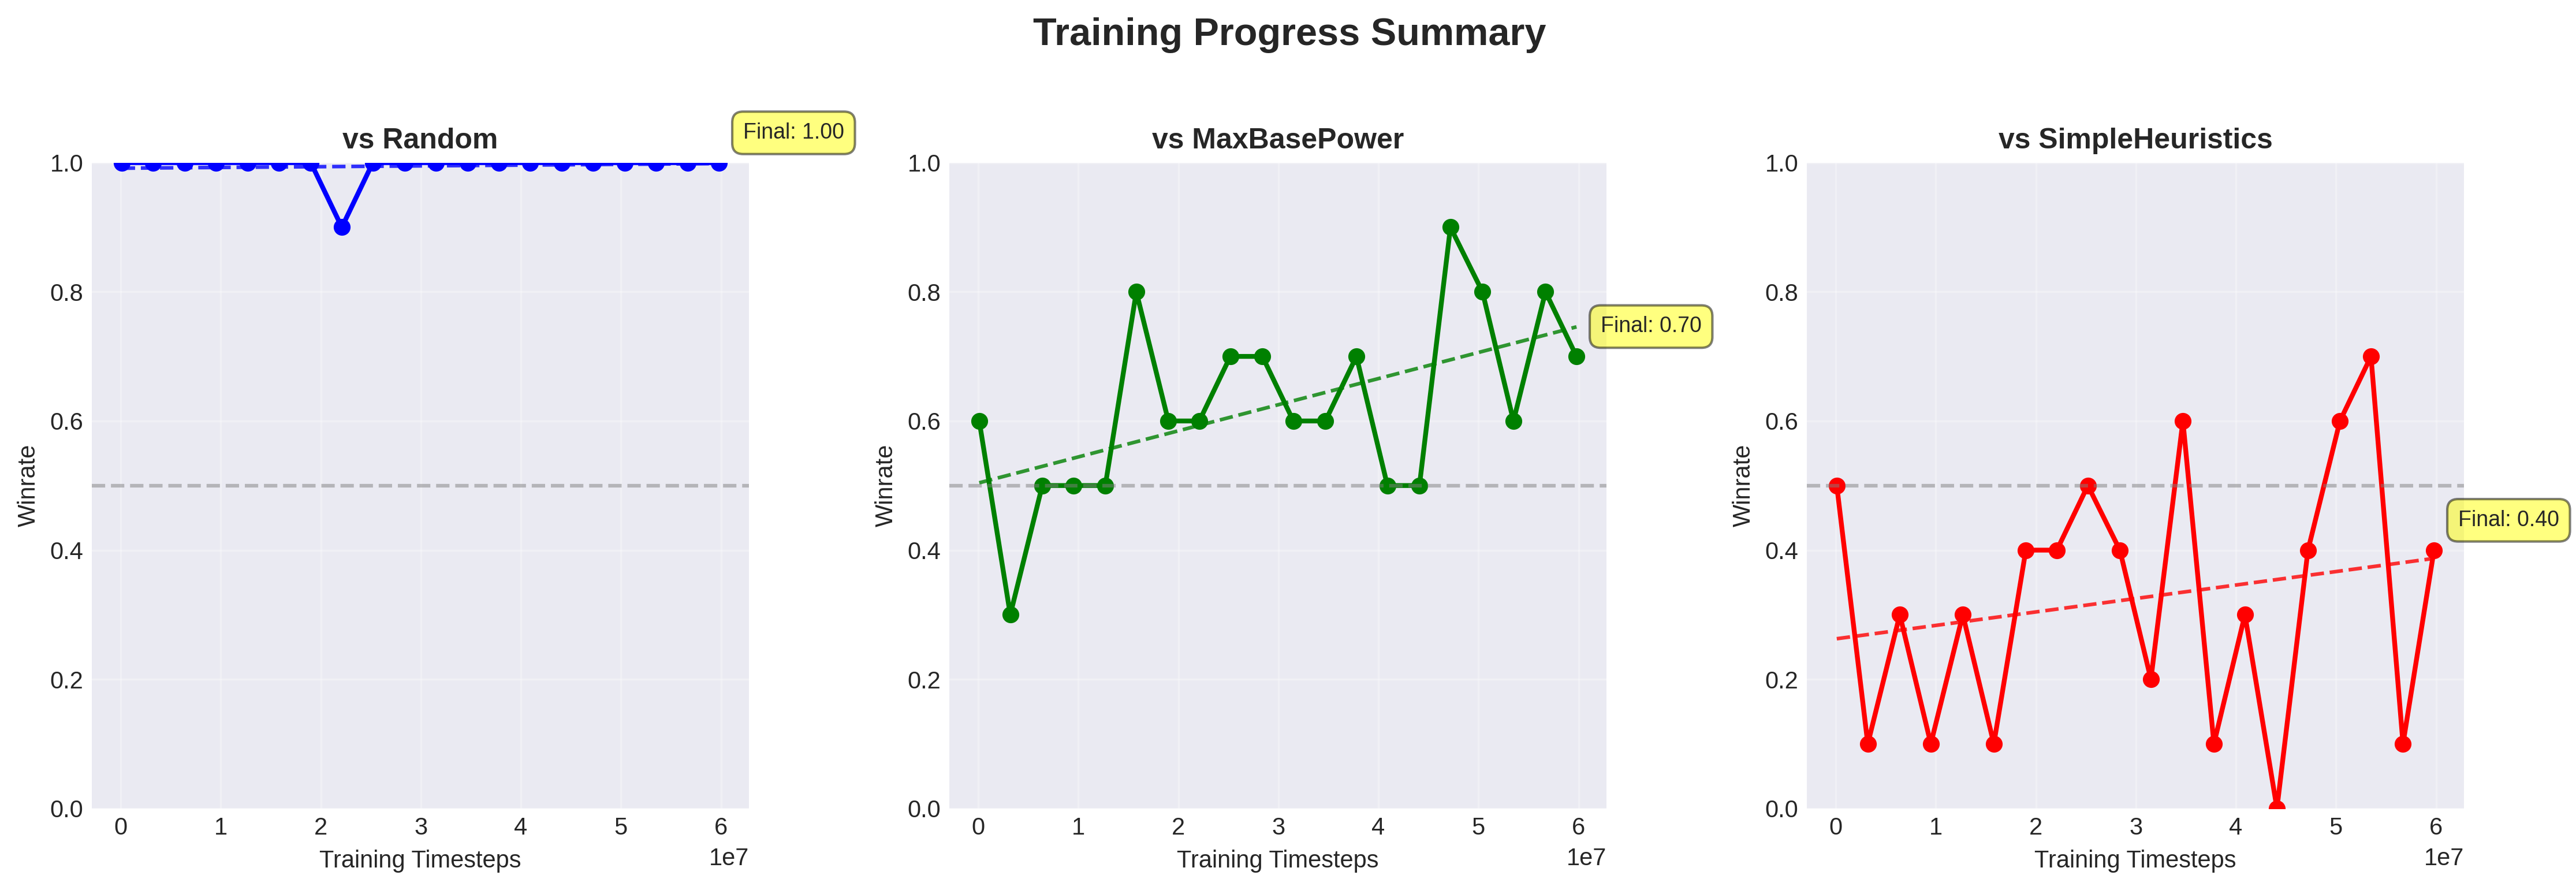 Training Progress Summary
vs Random
Final: 1.00
1.0
0.8
0.6
0.4
0.2
0.0
Winrate
0 1 2 3 4 5 6
1e7
Training Timesteps
vs MaxBasePower
Final: 0.70
1.0
0.8
0.6
0.4
0.2
0.0
Winrate
0 1 2 3 4 5 6
1e7
Training Timesteps
vs SimpleHeuristics
Final: 0.40
1.0
0.8
0.6
0.4
0.2
0.0
Winrate
0 1 2 3 4 5 6
1e7
Training Timesteps